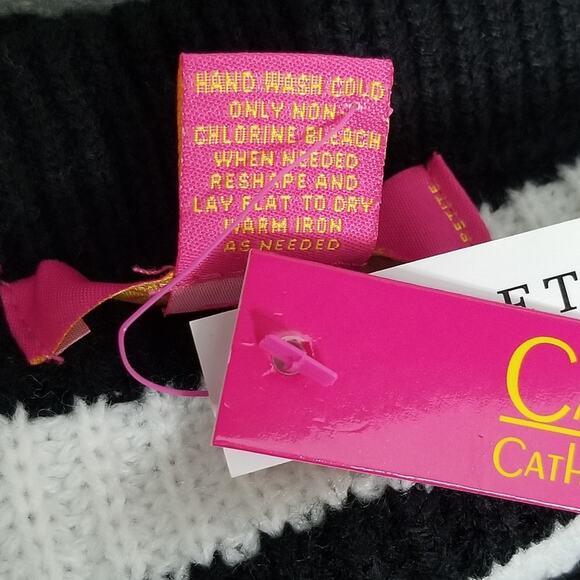 HAND WASH COLD
ONLY NON-
CHLORINE BLEACH
WHEN NEEDED
RESHAPE AND
LAY FLAT TO DRY
WARM IRON
AS NEEDED
PETITE
ET
C
CATH